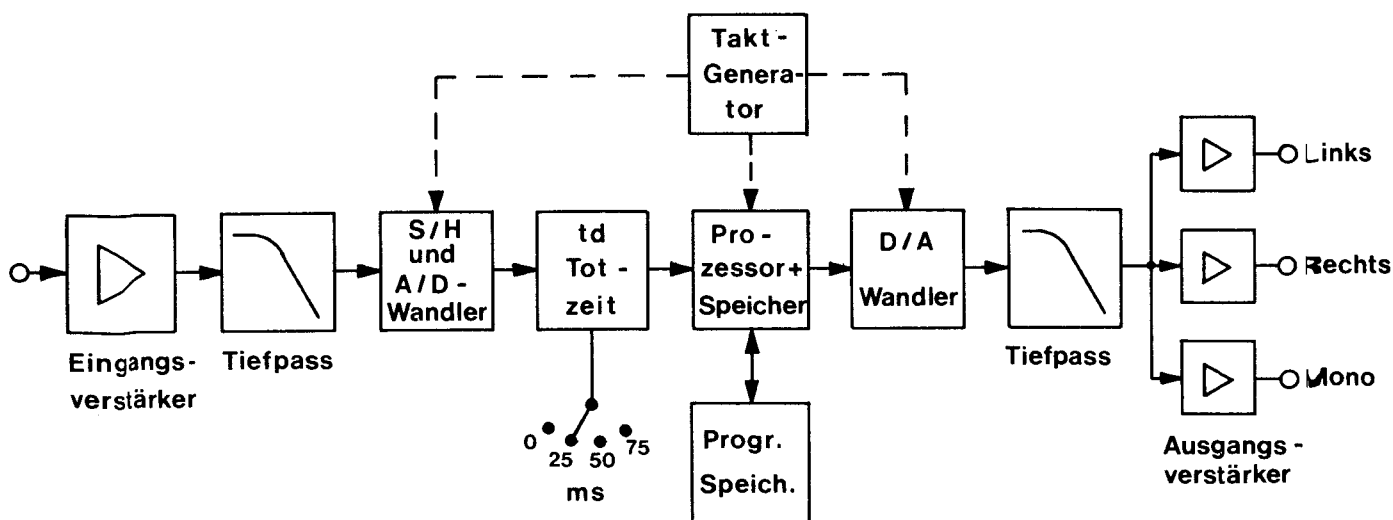 Takt-
Genera-
tor
S/H
und
A/D-
Wandler
td
Tot-
zeit
Pro-
zessor+
Speicher
D/A
Wandler
Links
Rechts
Mono
Eingangs-
verstärker
Tiefpass
Tiefpass
0
25
50
75
ms
Progr.
Speich.
Ausgangs-
verstärker